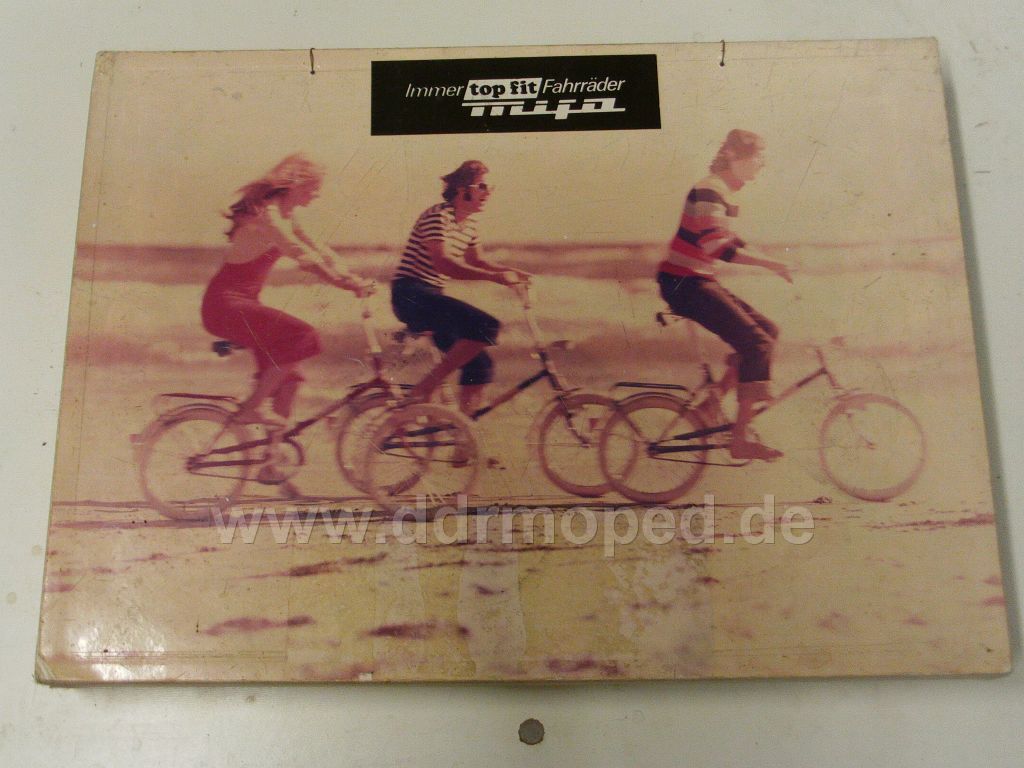 Immer top fit Fahrräder
mifa
www.ddrmoped.de